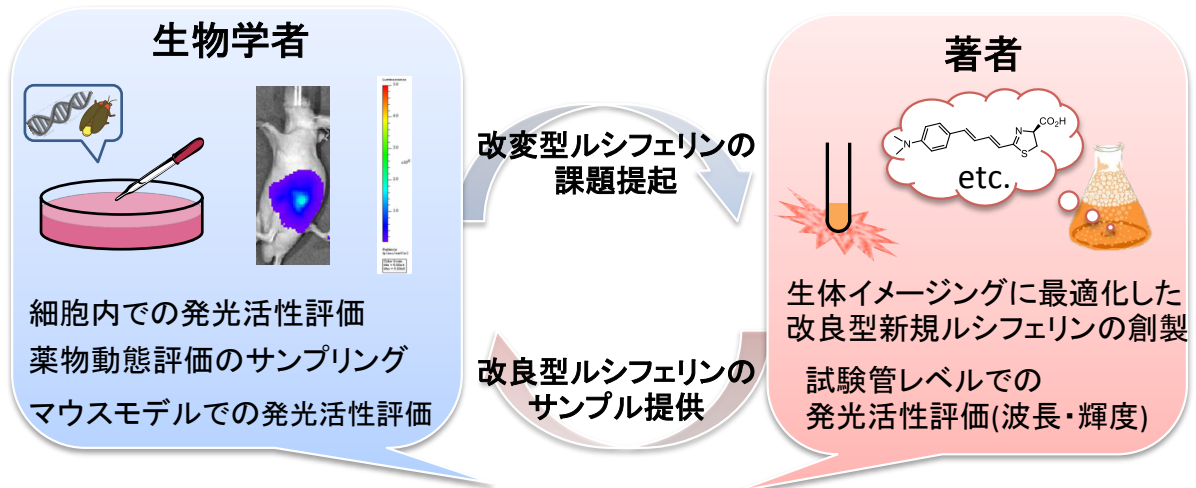 生物学者
細胞内での発光活性評価
薬物動態評価のサンプリング
マウスモデルでの発光活性評価
改変型ルシフェリンの
課題提起
改良型ルシフェリンの
サンプル提供
著者
N
N
S
CO₂H
etc.
生体イメージングに最適化した
改良型新規ルシフェリンの創製
試験管レベルでの
発光活性評価(波長・輝度)